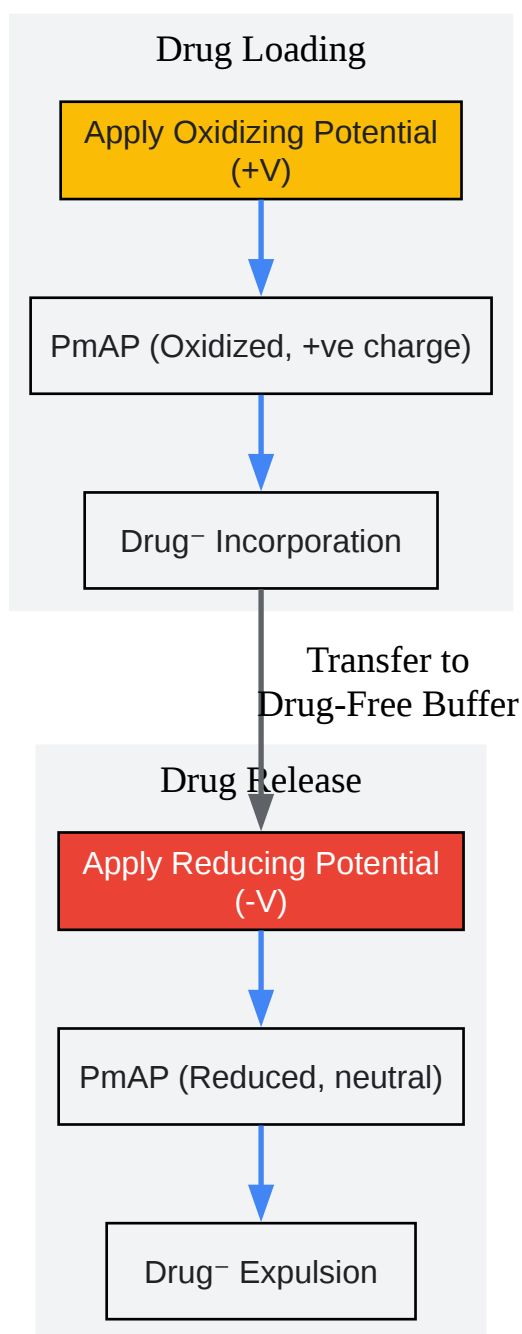 Drug Loading
Apply Oxidizing Potential
(+V)
PmAP (Oxidized, +ve charge)
Drug⁻ Incorporation
Transfer to
Drug-Free Buffer
Drug Release
Apply Reducing Potential
(-V)
PmAP (Reduced, neutral)
Drug⁻ Expulsion